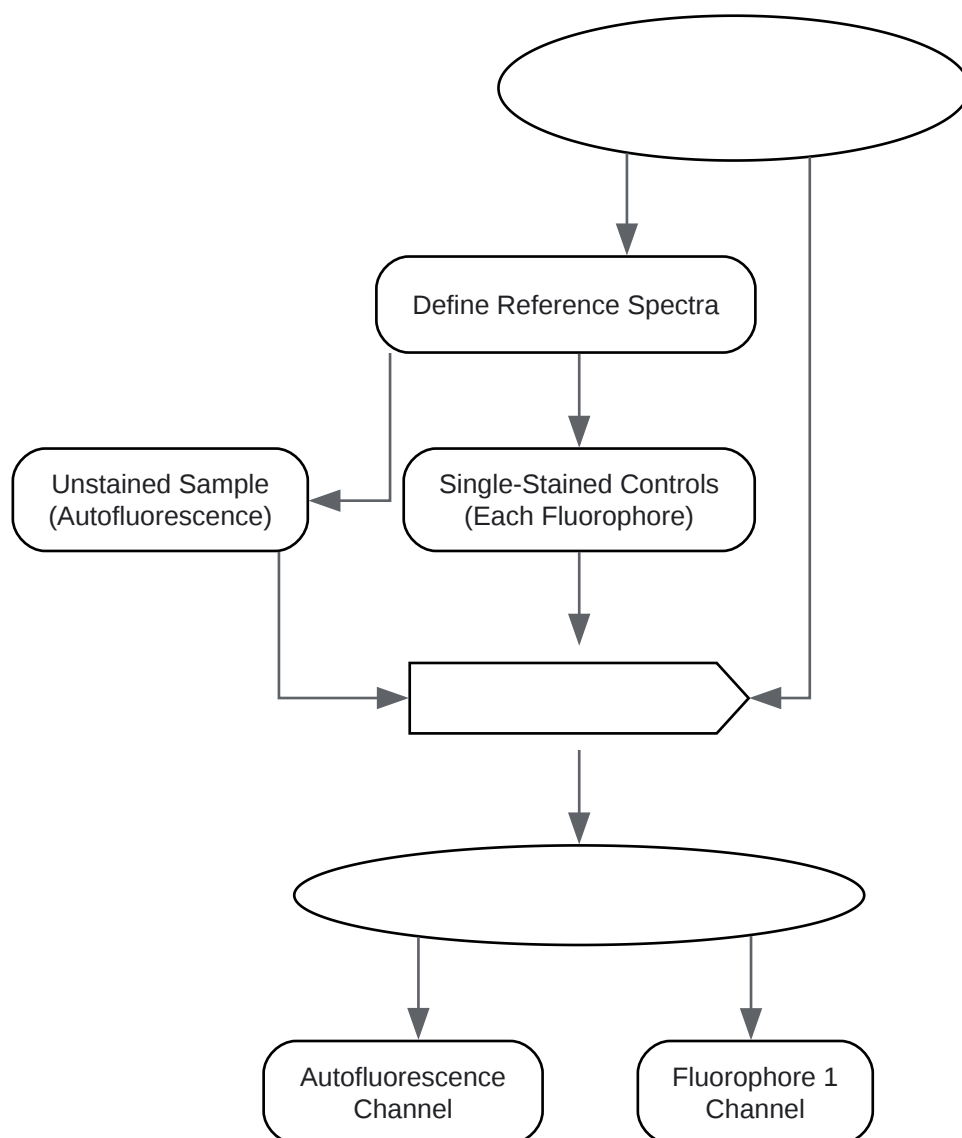 Define Reference Spectra
Unstained Sample
(Autofluorescence)
Single-Stained Controls
(Each Fluorophore)
Autofluorescence
Channel
Fluorophore 1
Channel